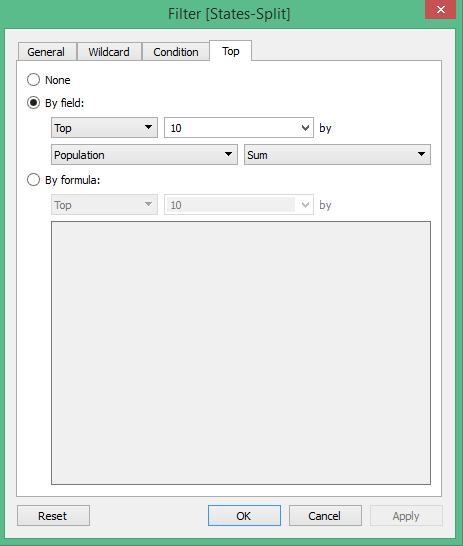 Filter [States-Split]
General Wildcard Condition Top
None
By field:
Top 10 by
Population Sum
By formula:
Top 10 by
Reset OK Cancel Apply